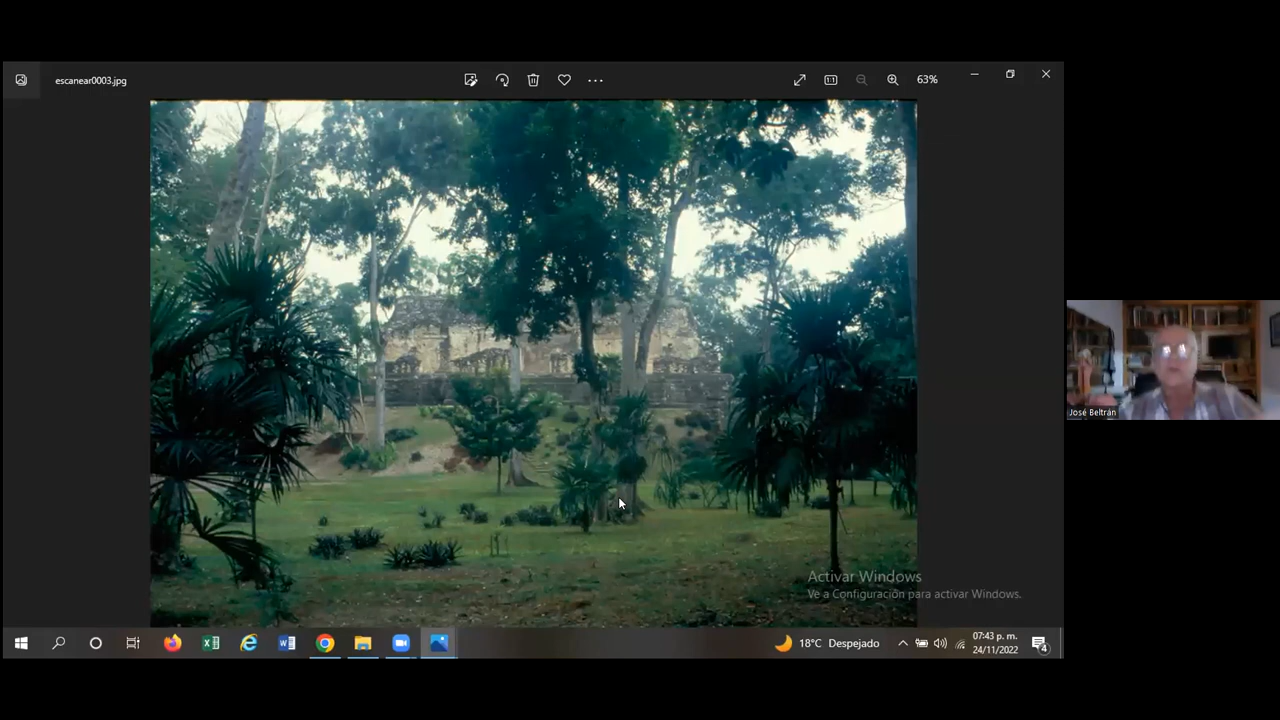 escanear0003.jpg
63%
José Beltrán
Activar Windows
Ve a Configuración para activar Windows.
18°C Despejado
07:43 p. m.
24/11/2022
4